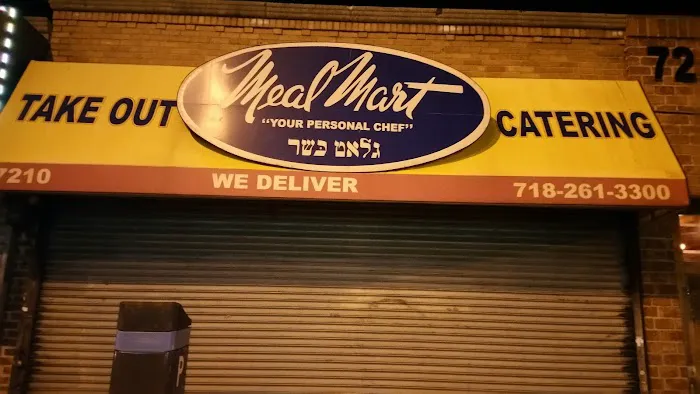 Meal Mart
"YOUR PERSONAL CHEF"
גלאט כשר
TAKE OUT
CATERING
7210
WE DELIVER
718-261-3300
72
P